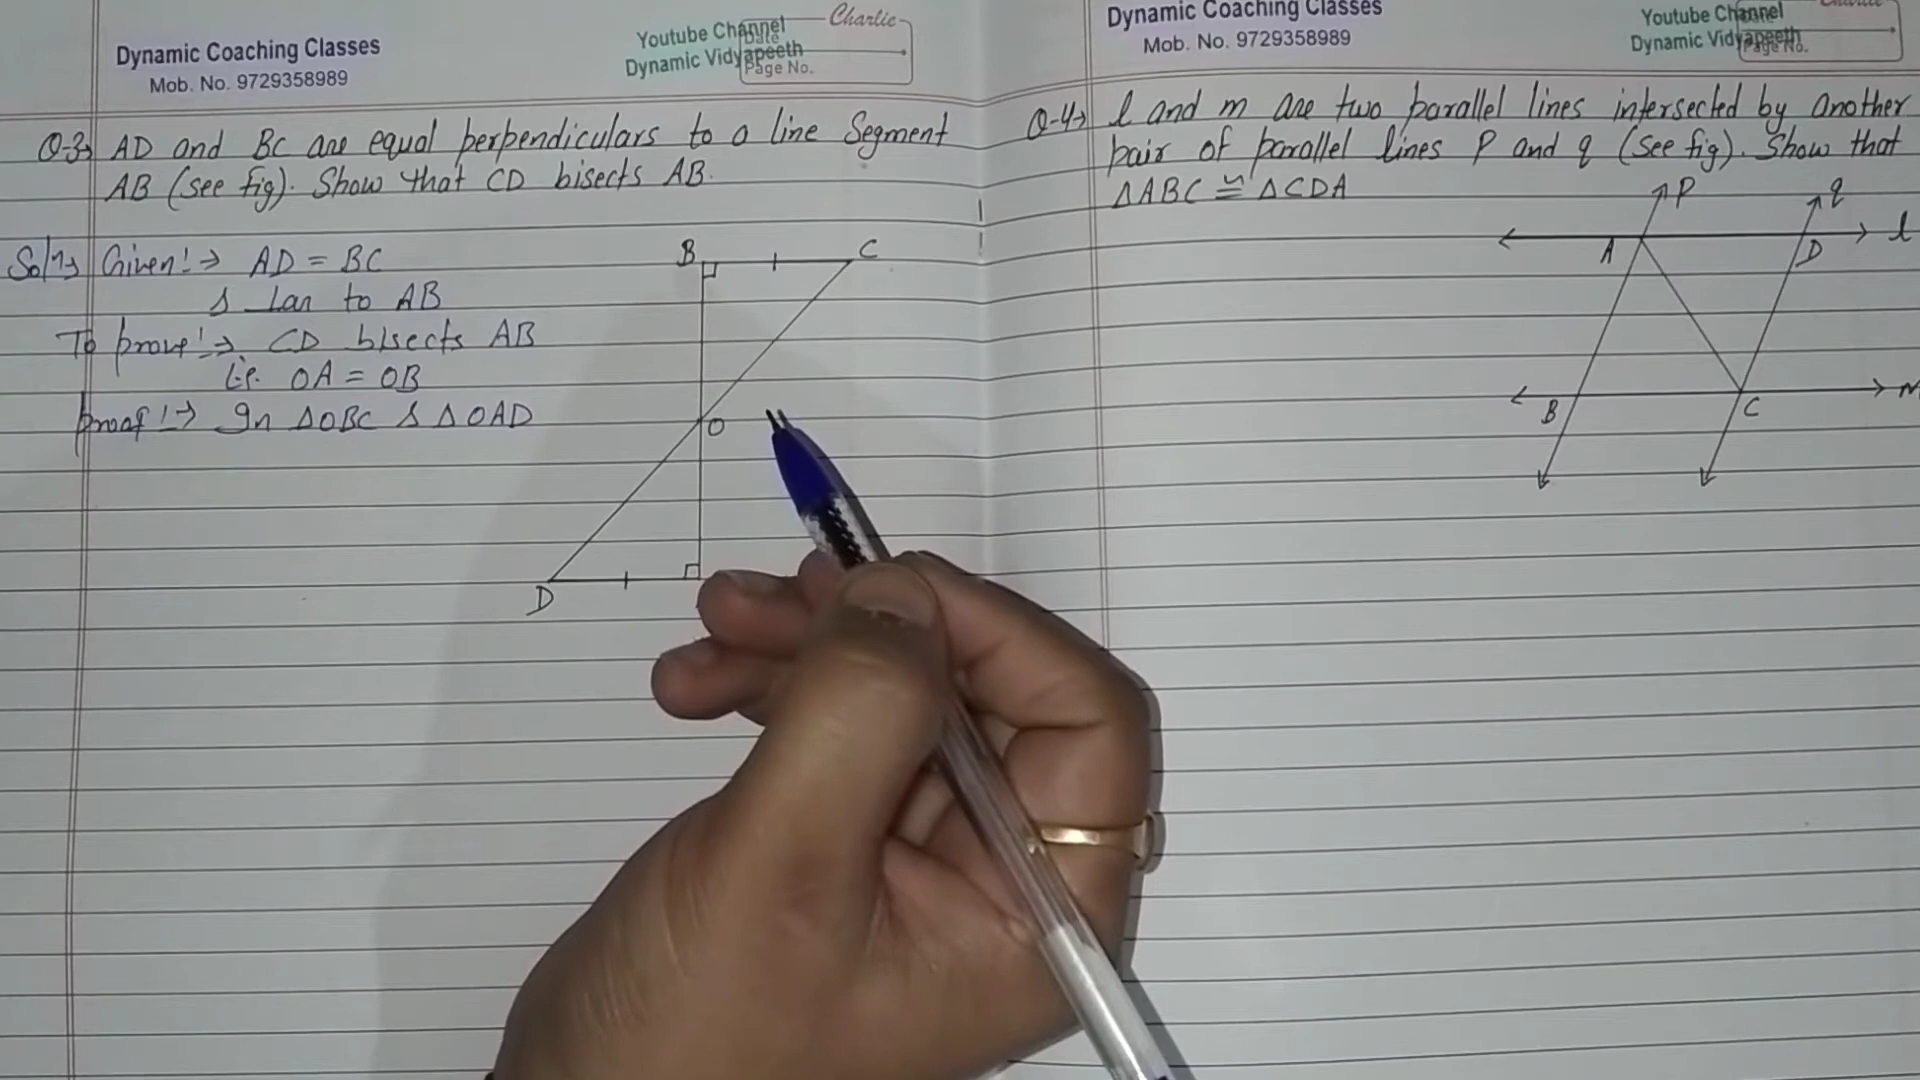 Dynamic Coaching Classes
Mob. No. 9729358989
Youtube Channel
Dynamic Vidyapeeth
Charlie
Date
Page No.
Q-3→ AD and BC are equal perpendiculars to a line Segment
AB (see fig). Show that CD bisects AB.
Soln→ Given:→ AD = BC
& ⊥ar to AB
To prove:→ CD bisects AB
i.e. OA = OB
Proof:→ In ΔOBC & ΔOAD
B
C
O
D
Dynamic Coaching Classes
Mob. No. 9729358989
Youtube Channel
Dynamic Vidyapeeth
Page No.
Q-4→ l and m are two parallel lines intersected by another
pair of parallel lines P and q (See fig). Show that
ΔABC ≅ ΔCDA
P
q
l
A
D
B
C
m